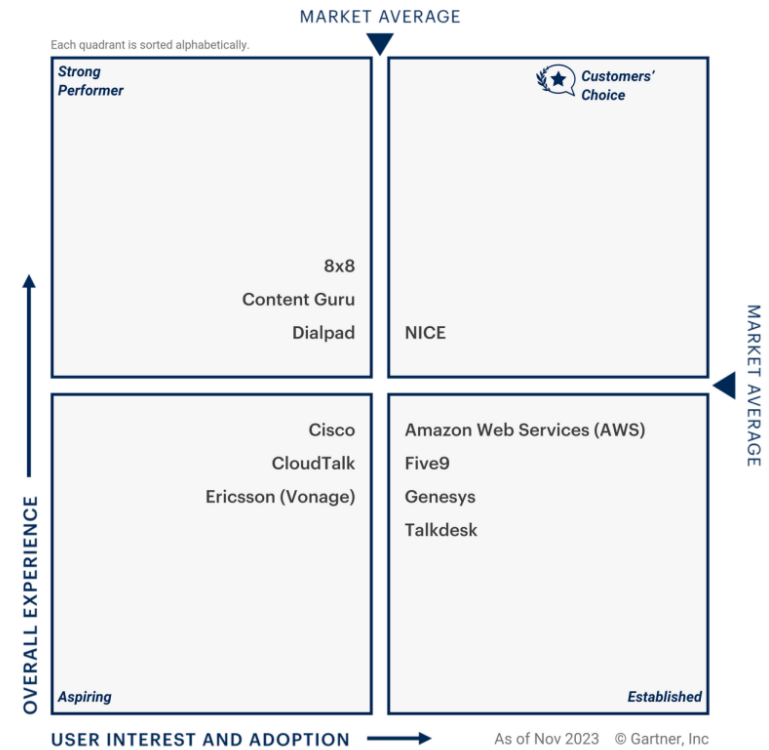 MARKET AVERAGE
Each quadrant is sorted alphabetically.
Strong
Performer
Customers’
Choice
8x8
Content Guru
Dialpad
NICE
MARKET AVERAGE
Cisco
CloudTalk
Ericsson (Vonage)
Amazon Web Services (AWS)
Five9
Genesys
Talkdesk
OVERALL EXPERIENCE
Aspiring
Established
USER INTEREST AND ADOPTION
As of Nov 2023 © Gartner, Inc